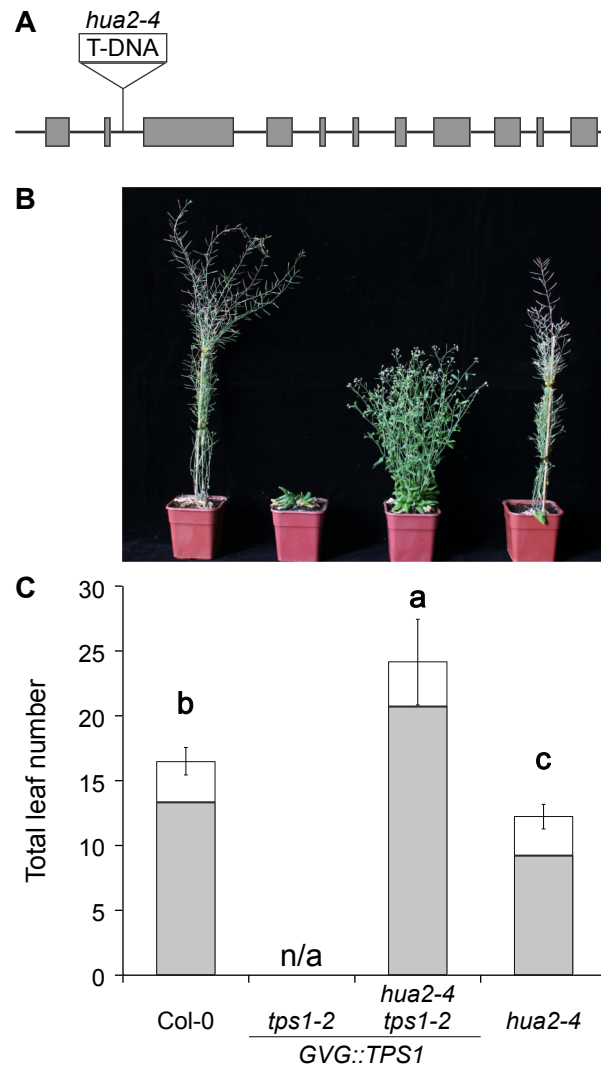 A
hua2-4
T-DNA
B
C
Total leaf number
30
25
20
15
10
5
0
b
n/a
a
c
Col-0
tps1-2
hua2-4
tps1-2
hua2-4
GVG::TPS1